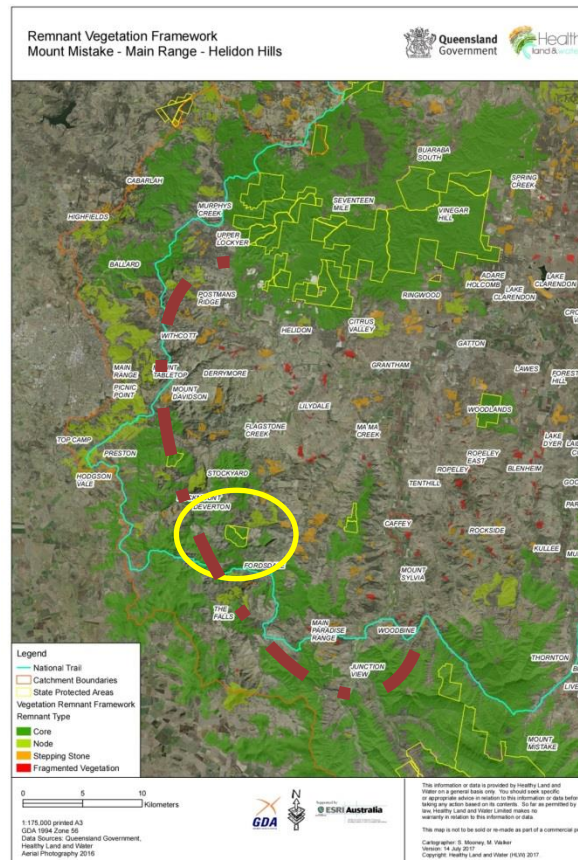 Remnant Vegetation Framework
Mount Mistake - Main Range - Helidon Hills
Queensland
Government
Health
land & water
BUARABA
SOUTH
SPRING
CREEK
CABARLAH
SEVENTEEN
MILE
VINEGAR
HILL
MURPHYS
CREEK
HIGHFIELDS
UPPER
LOCKYER
BALLARD
ADARE
HOLCOMB
LAKE
CLARENDON
LAKE
CLARENDON
POSTMANS
RIDGE
RINGWOOD
HELIDON
CITRUS
VALLEY
WITHCOTT
GATTON
GRANTHAM
LAWES
FOREST
HILL
MAIN
RANGE
PICNIC
POINT
TABLETOP
DERRYMORE
MOUNT
DAVIDSON
LILYDALE
WOODLANDS
TOP CAMP
FLAGSTONE
CREEK
MA MA
CREEK
PRESTON
HODGSON
VALE
ROPELEY
EAST
LAKE
DYER
STOCKYARD
ROPELEY
BLENHEIM
TENTHILL
DEVERTON
CAFFEY
ROCKSIDE
KULLEE
FORDSDALE
MOUNT
SYLVIA
THE
FALLS
MAIN
PARADISE
RANGE
WOODBINE
THORNTON
JUNCTION
VIEW
MOUNT
MISTAKE
Legend
National Trail
Catchment Boundaries
State Protected Areas
Vegetation Remnant Framework
Remnant Type
Core
Node
Stepping Stone
Fragmented Vegetation
0 5 10
Kilometers
1:175,000 printed A3
GDA 1994 Zone 56
Data Sources: Queensland Government,
Healthy Land and Water
Aerial Photography 2016
GDA
Supported by
ESRI Australia
This information or data is provided by Healthy Land and
Water on a general basis only. You should seek specific
or appropriate advice in relation to this information or data before
taking any action based on its contents. So far as permitted by
law, Healthy Land and Water Limited makes no
warranty in relation to this information or data.
This map is not to be sold or re-made as part of a commercial
Cartographer: S. Mooney, M. Walker
Version: 14 July 2017
Copyright: Healthy Land and Water (HLW) 2017